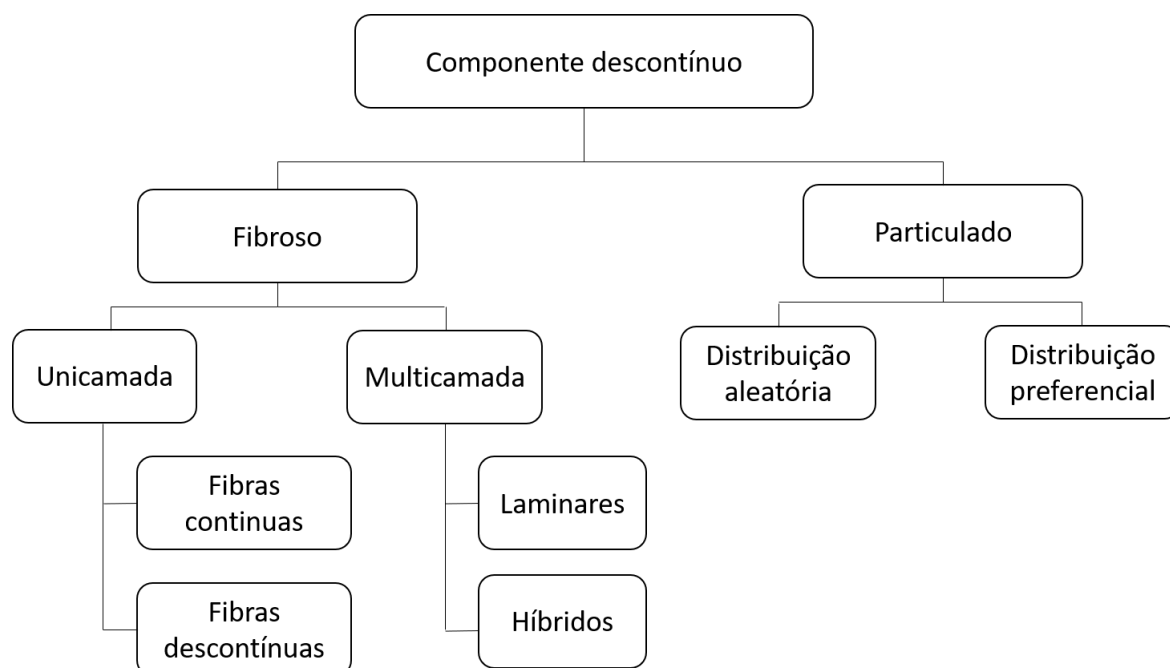 Componente descontínuo
Fibroso
Particulado
Unicamada
Multicamada
Distribuição
aleatória
Distribuição
preferencial
Fibras
continuas
Laminares
Fibras
descontínuas
Híbridos